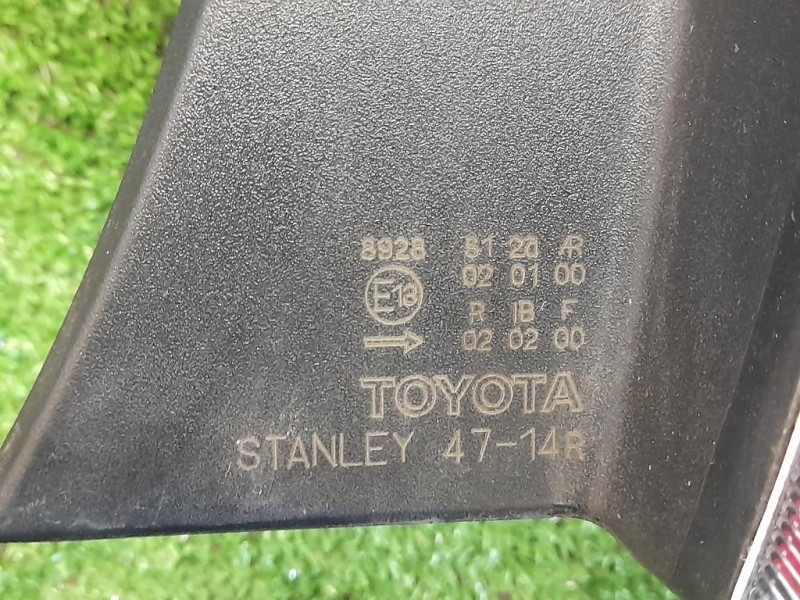 8928 S1 2a AR
02 01 00
E13
R IB F
→ 02 02 00
TOYOTA
STANLEY 47-14R